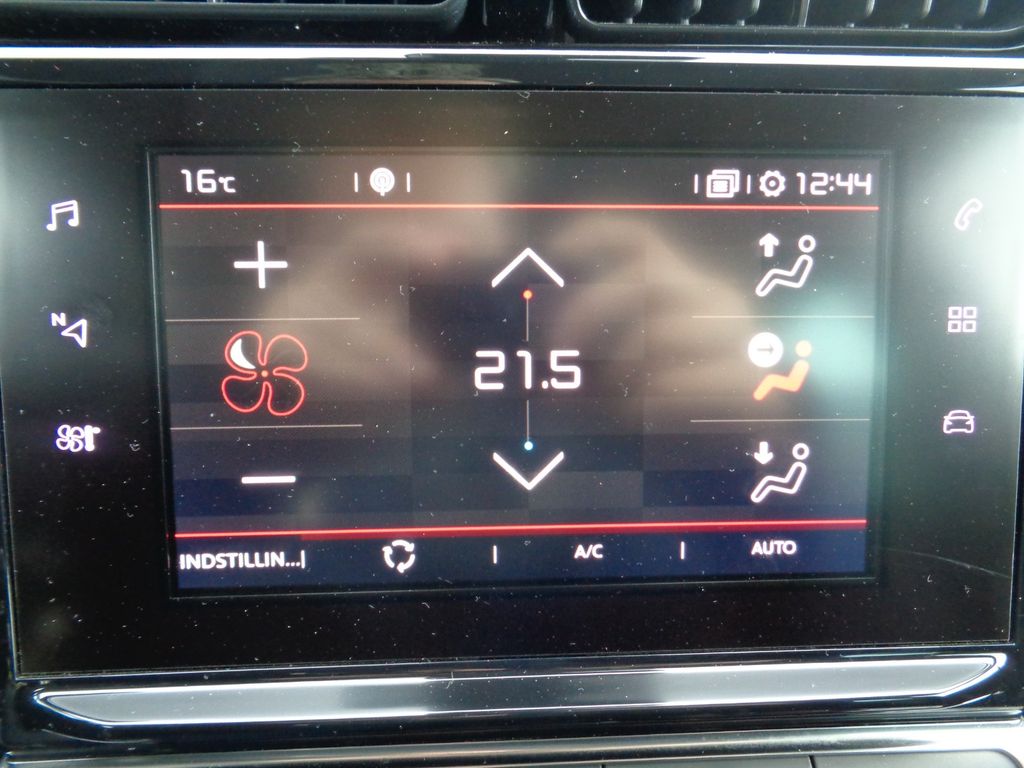 16°C 12:44
N
21.5
INDSTILLIN... A/C AUTO